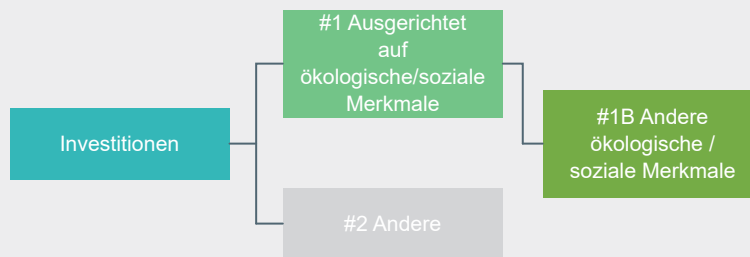 #1 Ausgerichtet
auf
ökologische/soziale
Merkmale
Investitionen
#1B Andere
ökologische /
soziale Merkmale
#2 Andere